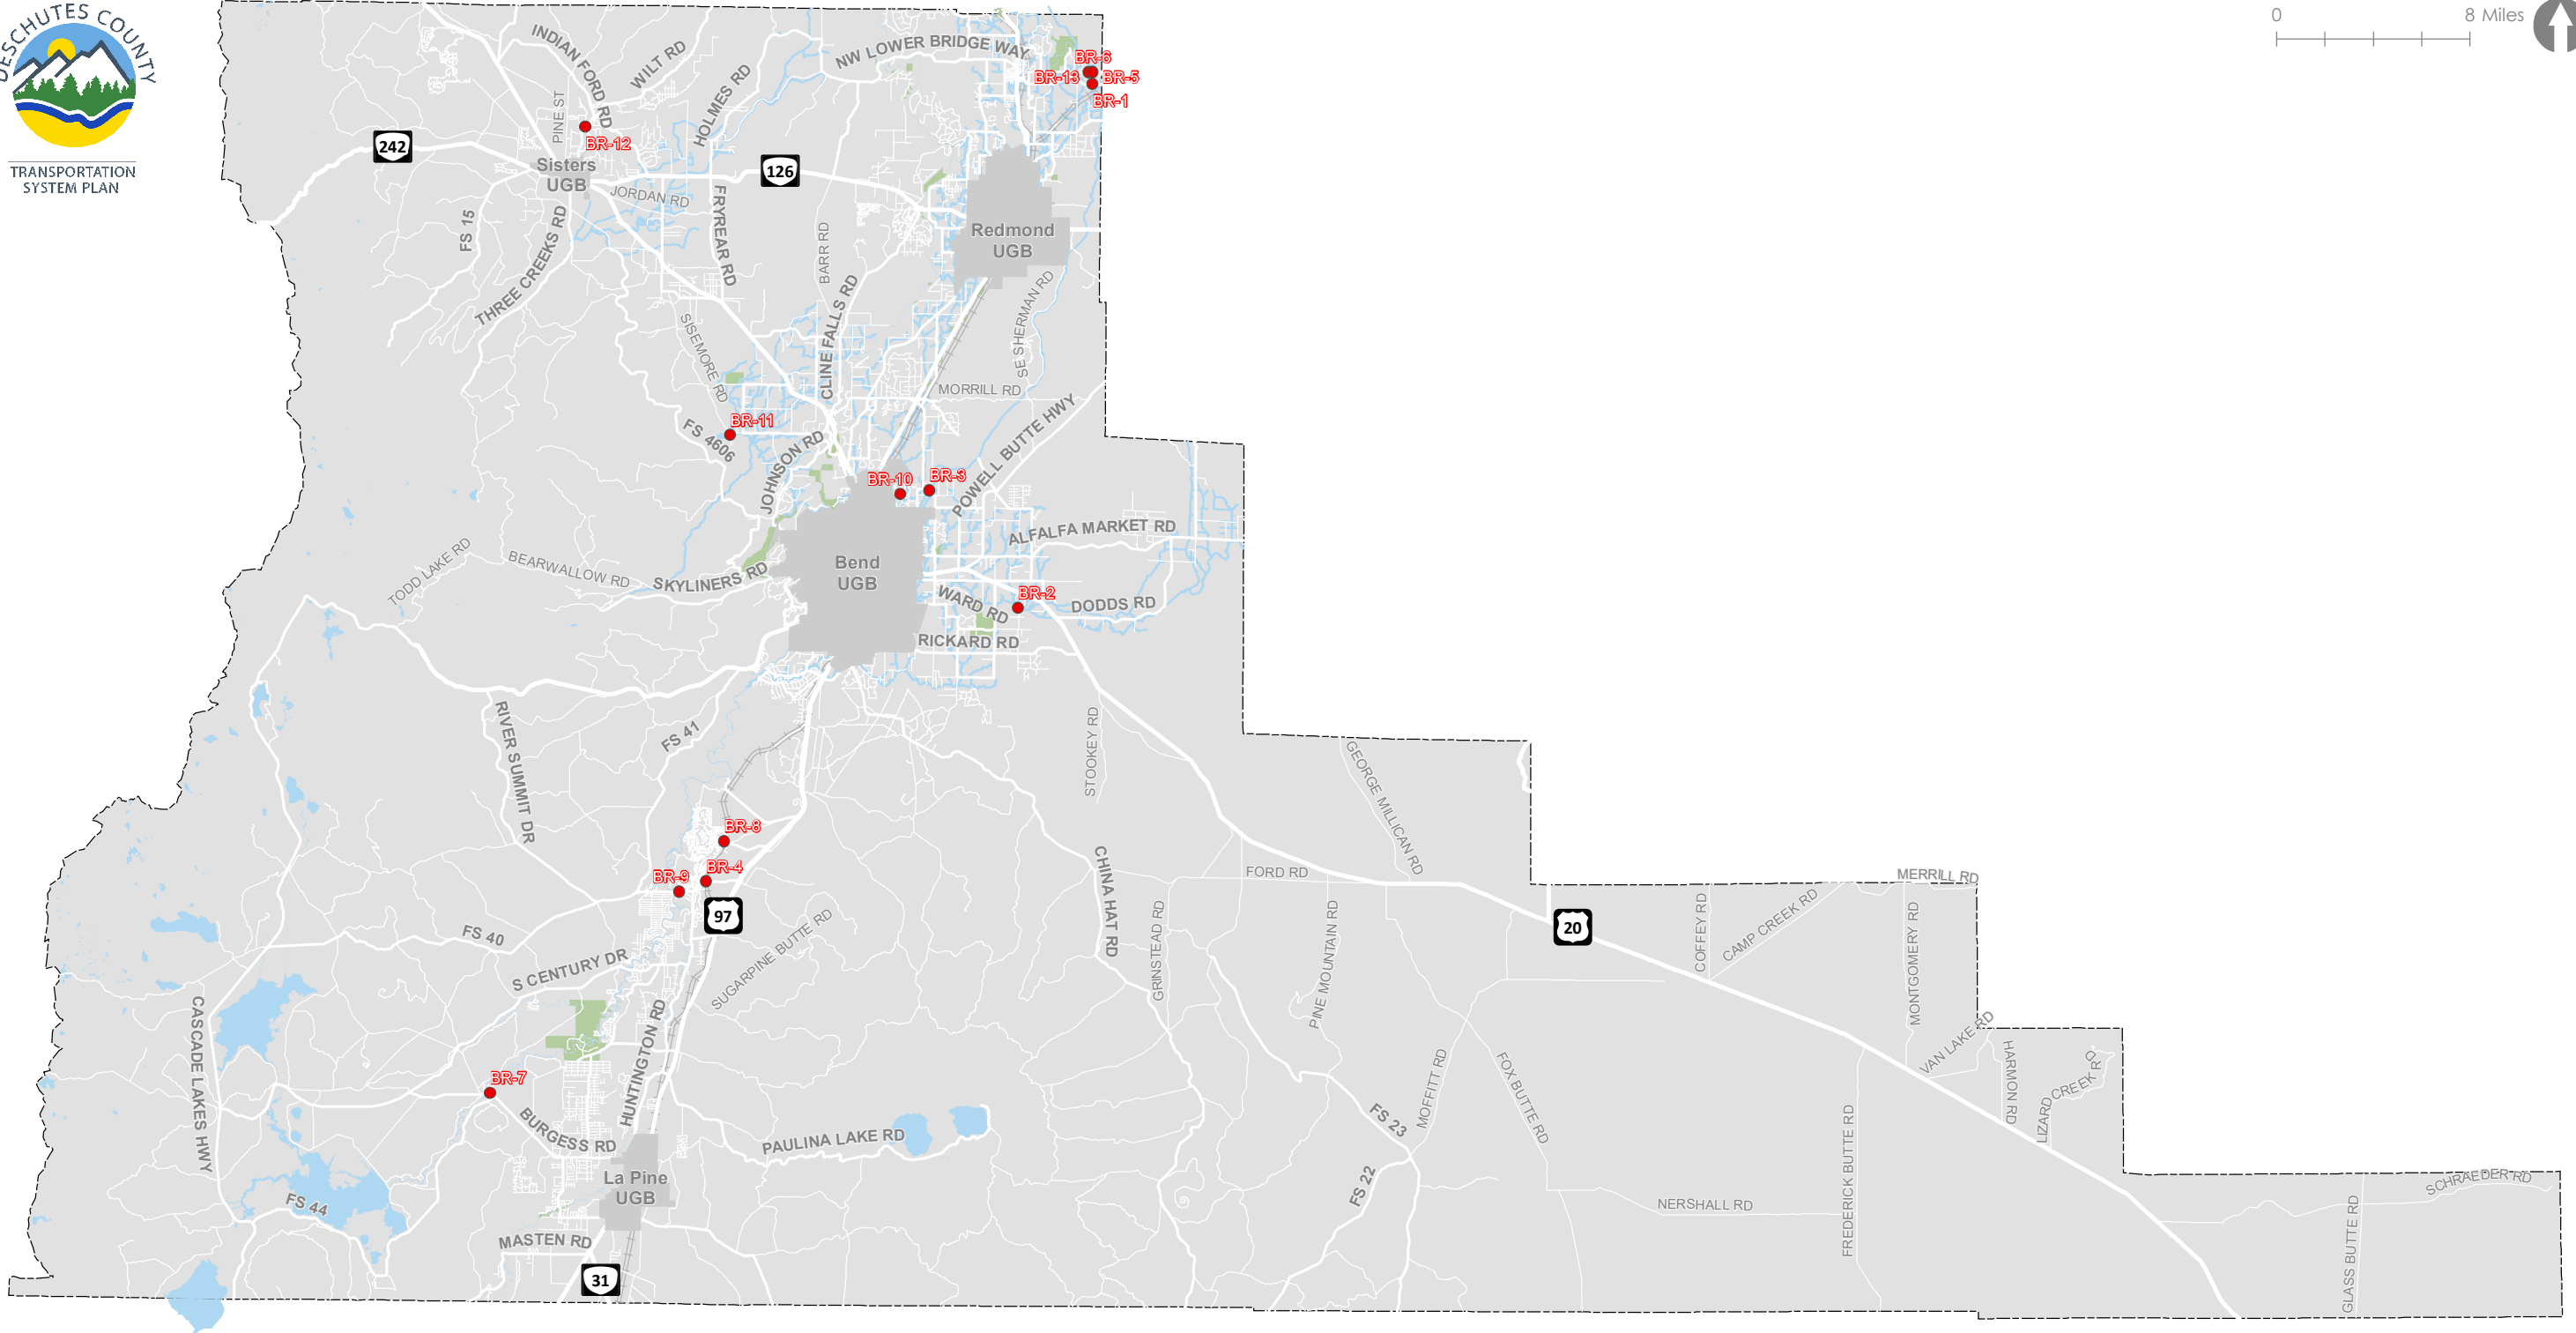 DESCHUTES COUNTY
TRANSPORTATION
SYSTEM PLAN
0
8 Miles
INDIAN FORD RD
WILT RD
PINE ST
HOLMES RD
NW LOWER BRIDGE WAY
BR-6
BR-13
BR-5
BR-1
BR-12
242
126
Sisters
UGB
JORDAN RD
FRYREAR RD
FS 15
THREE CREEKS RD
BARR RD
Redmond
UGB
SE SHERMAN RD
SISEMORE RD
CLINE FALLS RD
MORRILL RD
POWELL BUTTE HWY
BR-11
FS 4606
JOHNSON RD
BR-10
BR-3
ALFALFA MARKET RD
TODD LAKE RD
BEARWALLOW RD
SKYLINERS RD
Bend
UGB
WARD RD
BR-2
DODDS RD
RICKARD RD
RIVER SUMMIT DR
FS 41
STOOKEY RD
GEORGE MILLICAN RD
BR-8
BR-4
BR-9
97
CHINA HAT RD
FORD RD
MERRILL RD
20
FS 40
S CENTURY DR
SUGARPINE BUTTE RD
GRINSTEAD RD
PINE MOUNTAIN RD
COFFEY RD
CAMP CREEK RD
MONTGOMERY RD
CASCADE LAKES HWY
HUNTINGTON RD
MOFFITT RD
FOX BUTTE RD
VAN LAKE RD
HARMON RD
LIZARD CREEK RD
BR-7
BURGESS RD
PAULINA LAKE RD
FS 23
FS 22
FREDERICK BUTTE RD
La Pine
UGB
FS 44
NERSHALL RD
SCHRAEDER RD
GLASS BUTTE RD
MASTEN RD
31